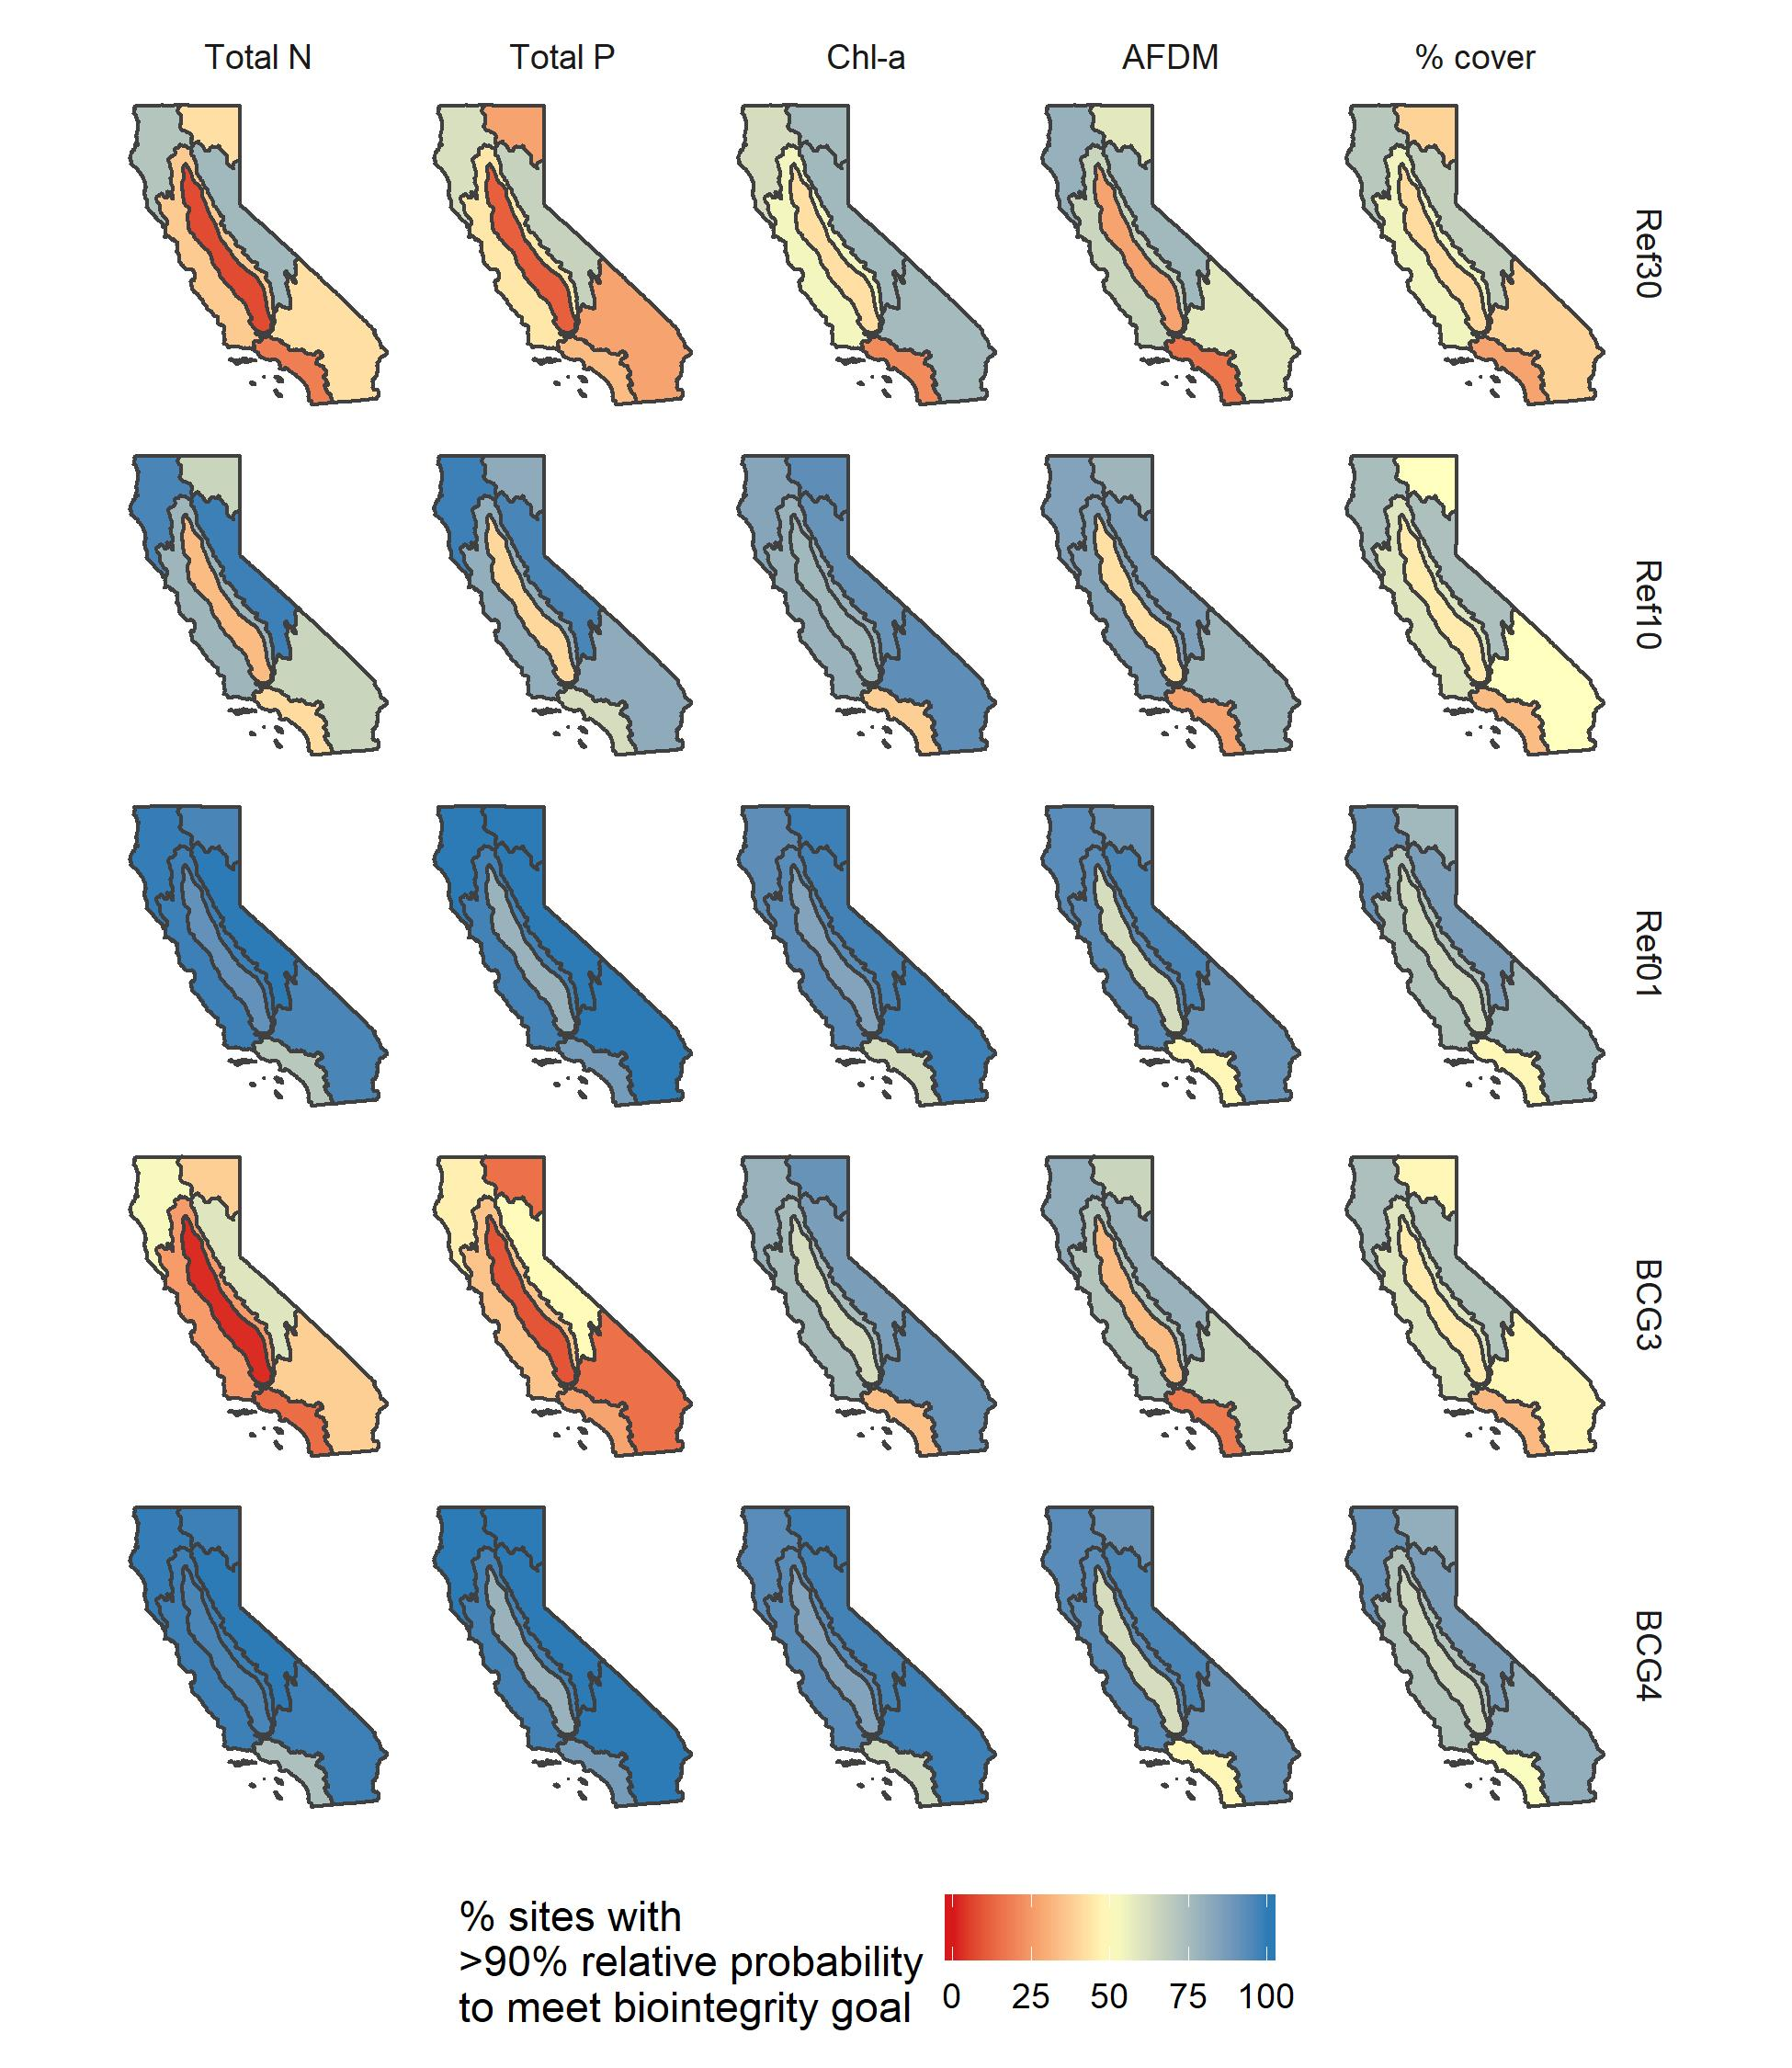 Total N
Total P
Chl-a
AFDM
% cover
Ref30
Ref10
Ref01
BCG3
BCG4
% sites with
>90% relative probability
to meet biointegrity goal
0 25 50 75 100